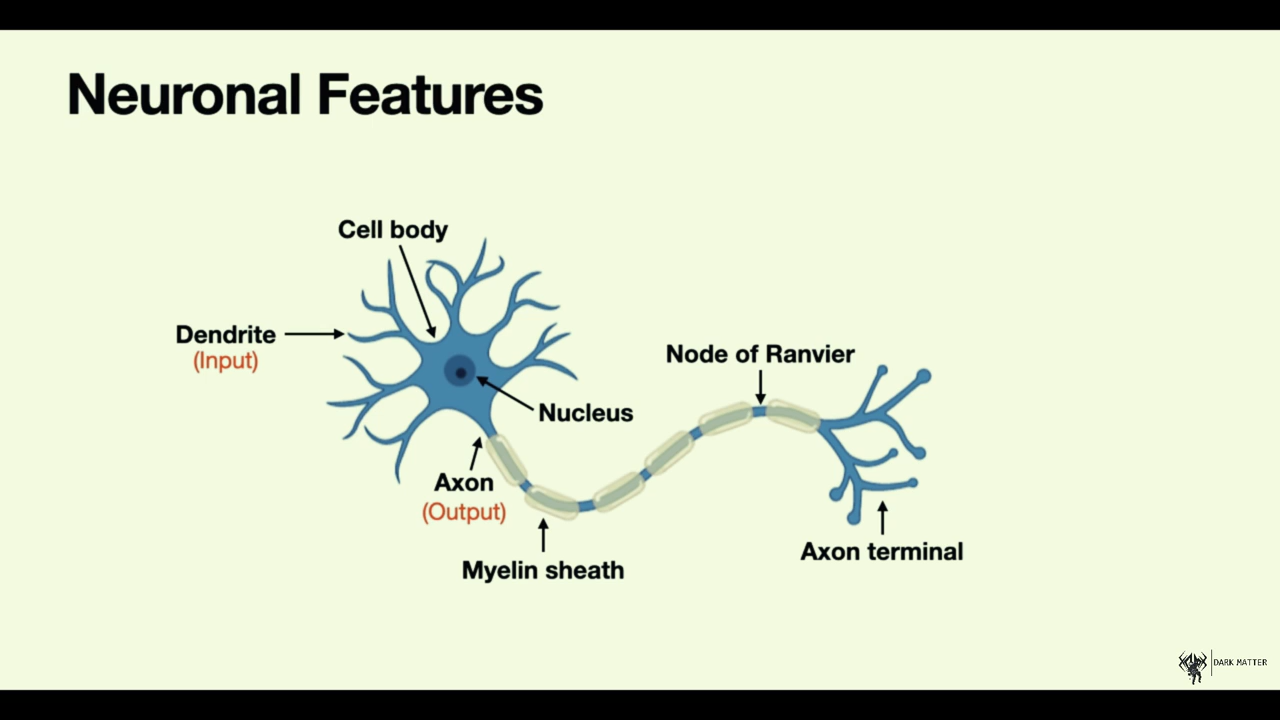 Neuronal Features
Cell body
Dendrite
(Input)
Node of Ranvier
Nucleus
Axon
(Output)
Axon terminal
Myelin sheath
DARK MATTER